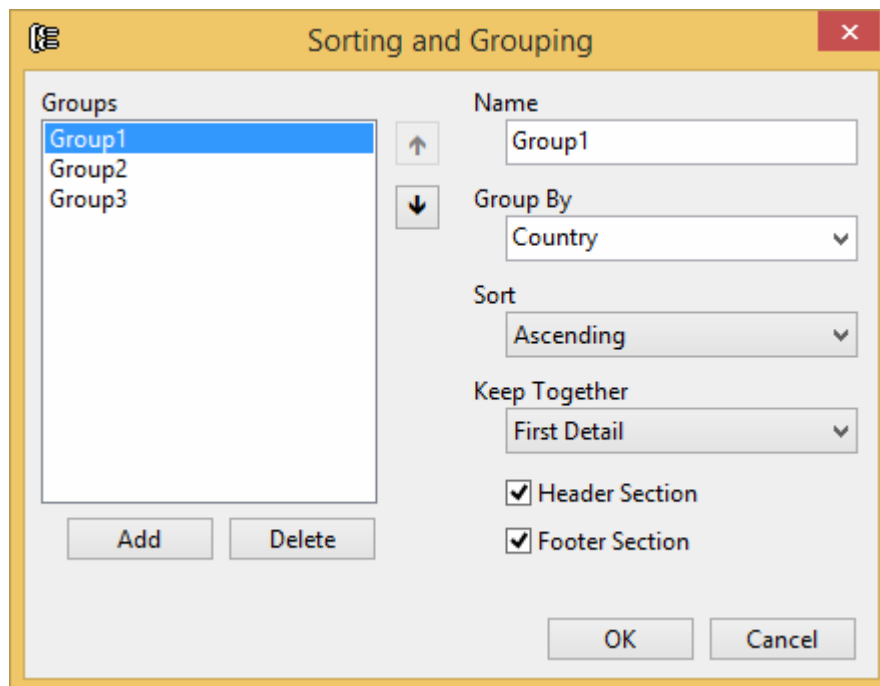 Sorting and Grouping
Groups
Group1
Group2
Group3
Add
Delete
Name
Group1
Group By
Country
Sort
Ascending
Keep Together
First Detail
Header Section
Footer Section
OK
Cancel